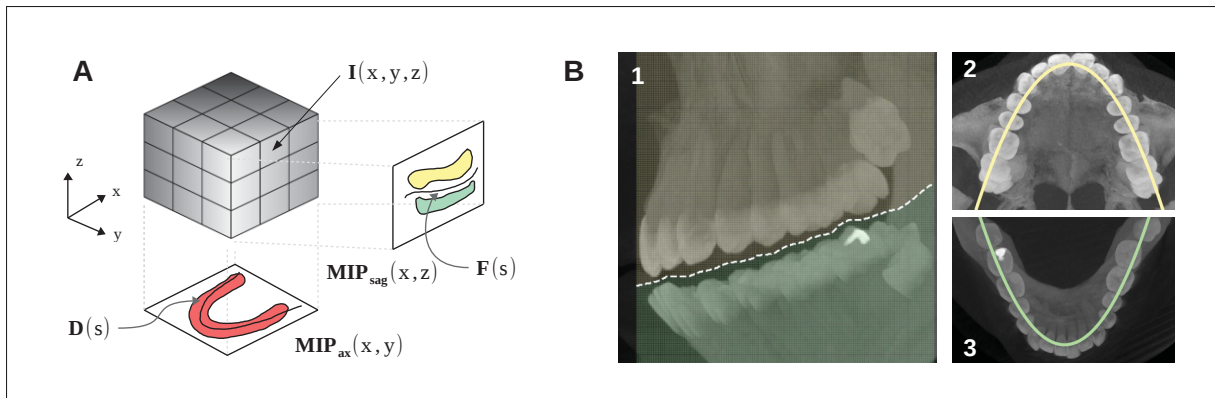 A
I(x,y,z)
z
x
y
MIPsag(x,z)
F(s)
D(s)
MIPax(x,y)
B
1
2
3